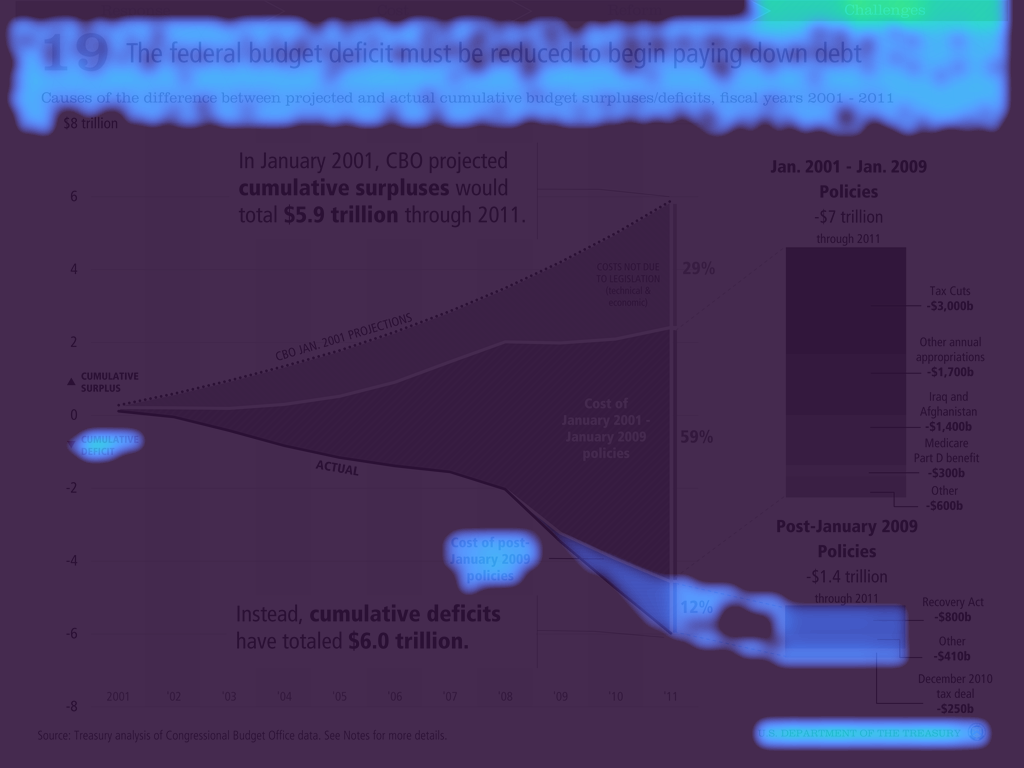 Challenges
19 The federal budget deficit must be reduced to begin paying down debt
Causes of the difference between projected and actual cumulative budget surpluses/deficits, fiscal years 2001 - 2011
$8 trillion
6
4
2
0
-2
-4
-6
-8
In January 2001, CBO projected
cumulative surpluses would
total $5.9 trillion through 2011.
CBO JAN. 2001 PROJECTIONS
COSTS NOT DUE
TO LEGISLATION
(technical &
economic)
29%
CUMULATIVE
SURPLUS
CUMULATIVE
DEFICIT
ACTUAL
Cost of
January 2001 -
January 2009
policies
59%
Cost of post-
January 2009
policies
12%
Instead, cumulative deficits
have totaled $6.0 trillion.
2001 '02 '03 '04 '05 '06 '07 '08 '09 '10 '11
Jan. 2001 - Jan. 2009
Policies
-$7 trillion
through 2011
Tax Cuts
-$3,000b
Other annual
appropriations
-$1,700b
Iraq and
Afghanistan
-$1,400b
Medicare
Part D benefit
-$300b
Other
-$600b
Post-January 2009
Policies
-$1.4 trillion
through 2011
Recovery Act
-$800b
Other
-$410b
December 2010
tax deal
-$250b
Source: Treasury analysis of Congressional Budget Office data. See Notes for more details.
U.S. DEPARTMENT OF THE TREASURY